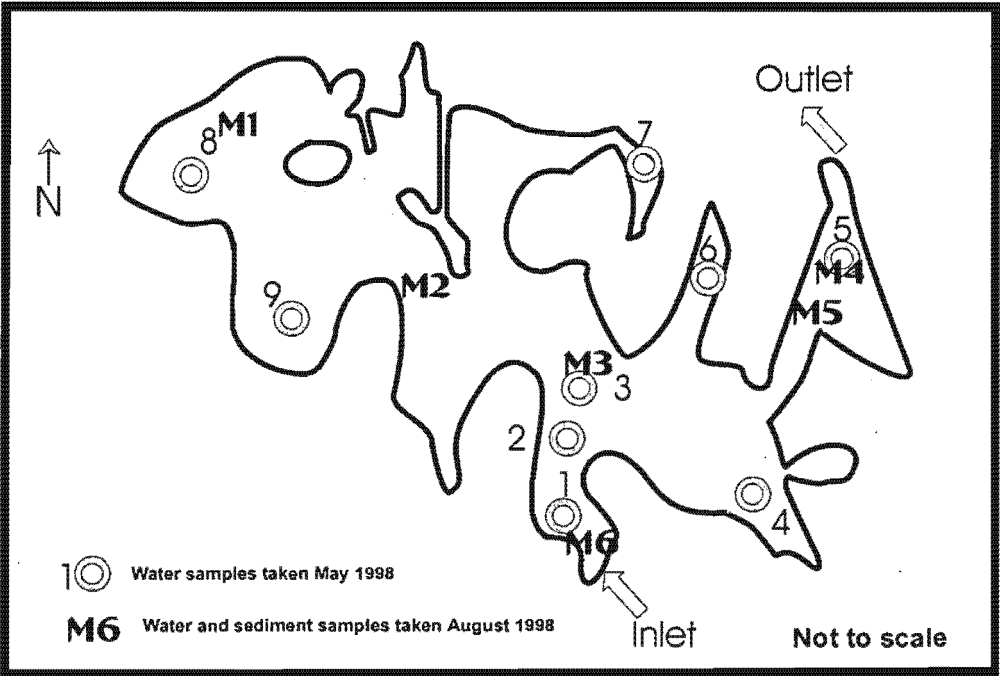 Outlet
7
M1
8
N
5
6
M4
M2
9
M5
M3
3
2
1
4
M6
1 Water samples taken May 1998
M6 Water and sediment samples taken August 1998
Inlet
Not to scale